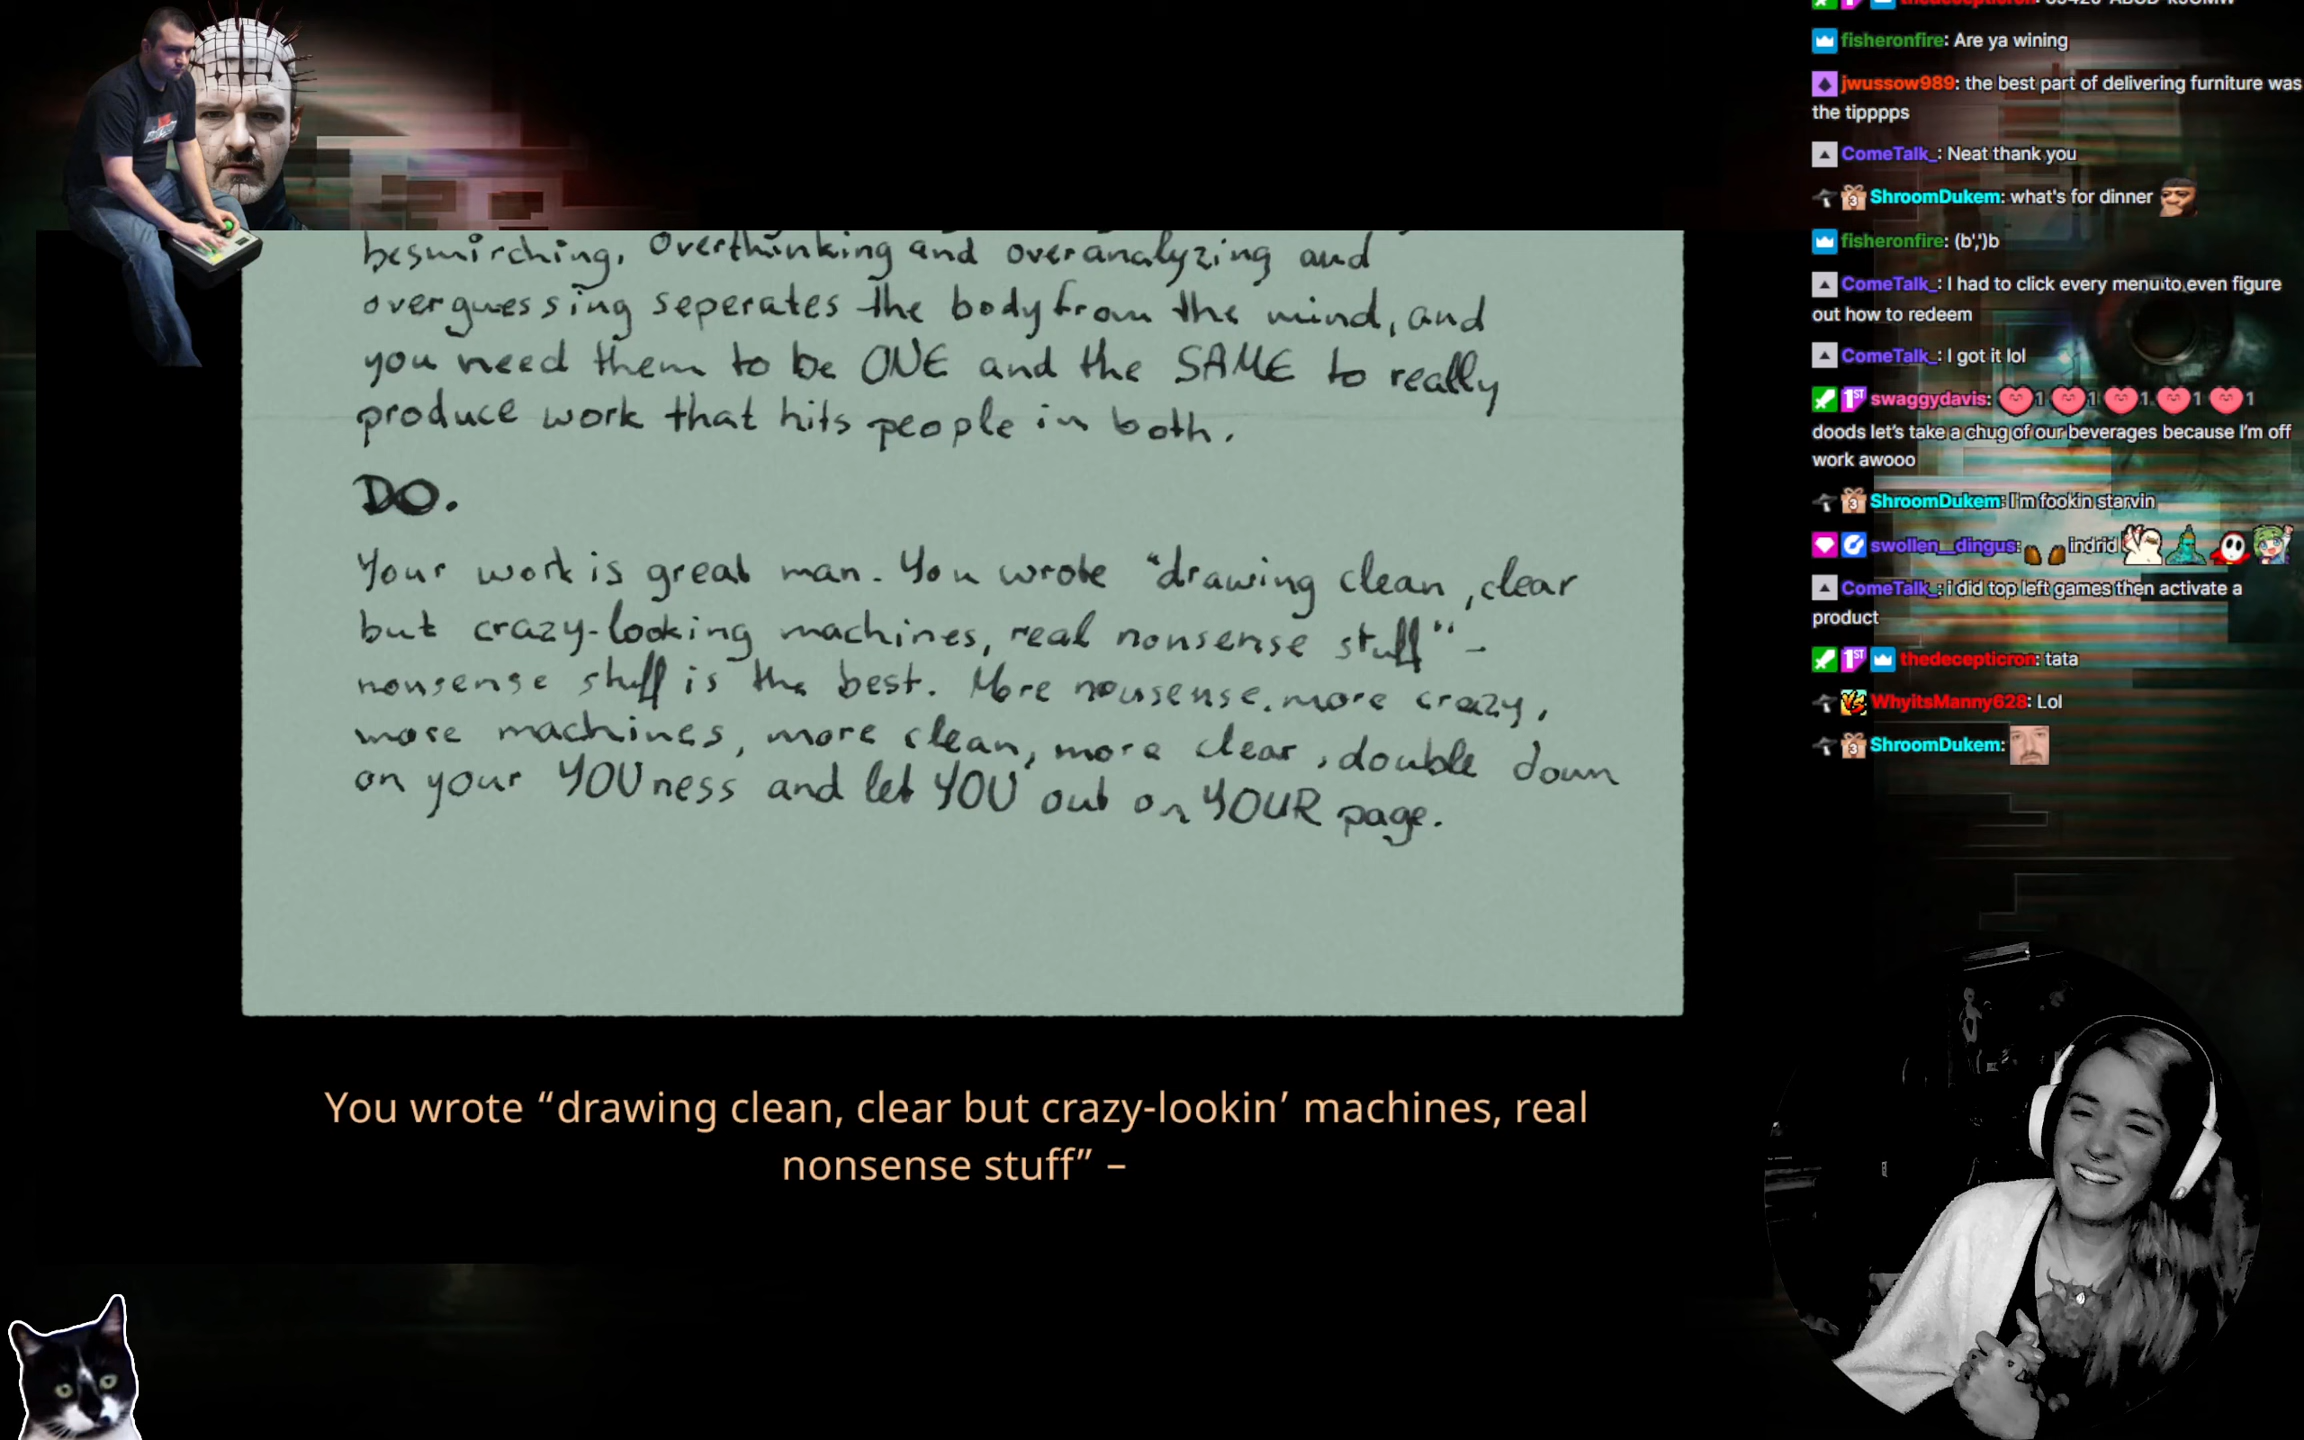 besmirching, Overthinking and overanalyzing and
overguessing seperates the body from the mind, and
you need them to be ONE and the SAME to really
produce work that hits people in both.
DO.
Your work is great man. You wrote "drawing clean, clear
but crazy-looking machines, real nonsense stuff" -
nonsense stuff is the best. More nonsense. more crazy,
more machines, more clean, more clear, double down
on your YOUness and let YOU out on YOUR page.
You wrote “drawing clean, clear but crazy-lookin’ machines, real
nonsense stuff” –
fisheronfire: Are ya wining
jwussow989: the best part of delivering furniture was
the tipppps
ComeTalk_: Neat thank you
ShroomDukem: what's for dinner
fisheronfire: (b',')b
ComeTalk_: I had to click every menu to even figure
out how to redeem
ComeTalk_: I got it lol
1ST swaggydavis: 1 1 1 1 1
doods let's take a chug of our beverages because I'm off
work awooo
ShroomDukem: I'm fookin starvin
swollen__dingus: indrid
ComeTalk_: i did top left games then activate a
product
1ST thedecepticron: tata
WhyitsManny628: Lol
ShroomDukem: